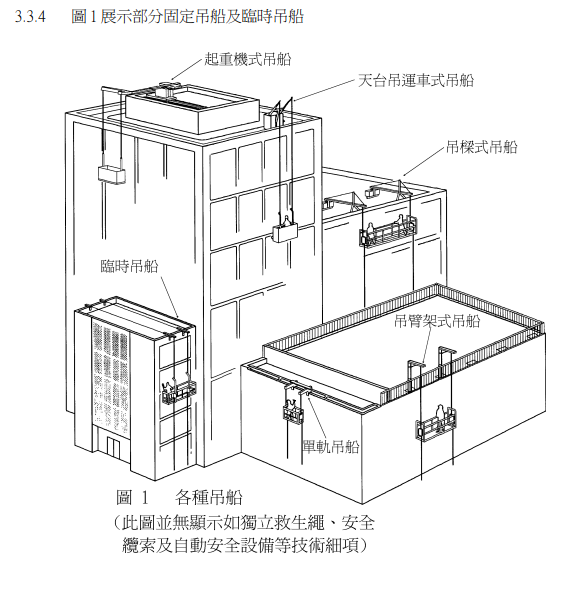 3.3.4 圖1展示部分固定吊船及臨時吊船
起重機式吊船
天台吊運車式吊船
吊樑式吊船
臨時吊船
吊臂架式吊船
單軌吊船
圖 1 各種吊船
（此圖並無顯示如獨立救生繩、安全
纜索及自動安全設備等技術細項）